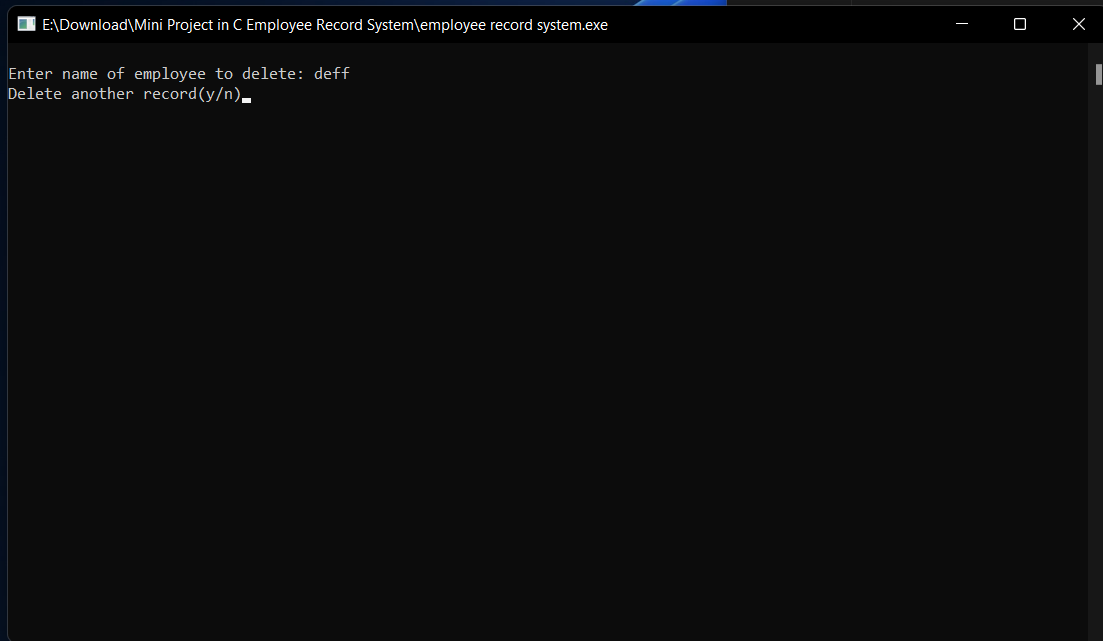 E:\Download\Mini Project in C Employee Record System\employee record system.exe
Enter name of employee to delete: deff
Delete another record(y/n)